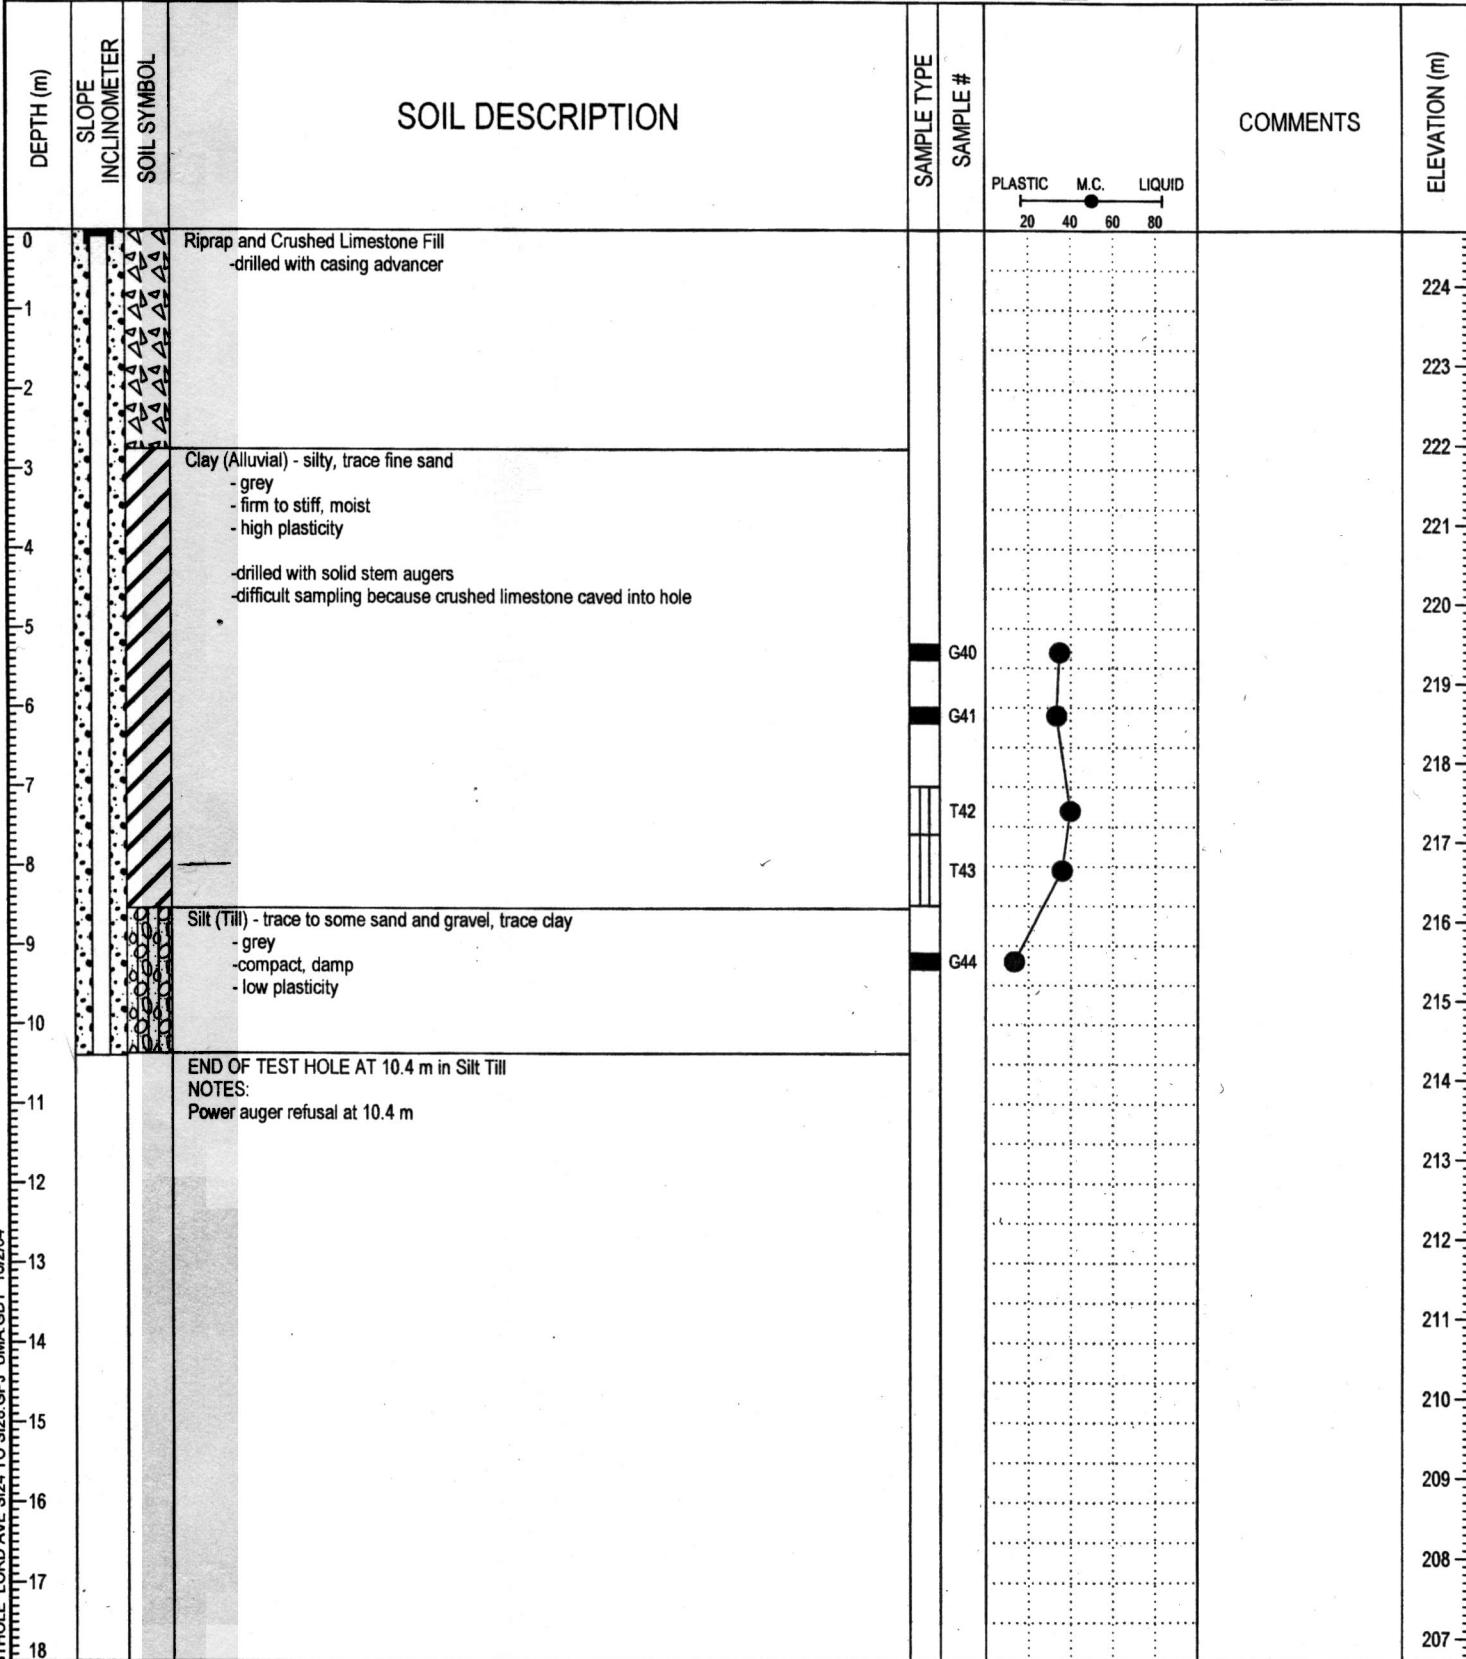 DEPTH (m)
SLOPE
INCLINOMETER
SOIL SYMBOL
SOIL DESCRIPTION
SAMPLE TYPE
SAMPLE #
PLASTIC M.C. LIQUID
20 40 60 80
COMMENTS
ELEVATION (m)
0
1
2
3
4
5
6
7
8
9
10
11
12
13
14
15
16
17
18
Riprap and Crushed Limestone Fill
-drilled with casing advancer
Clay (Alluvial) - silty, trace fine sand
- grey
- firm to stiff, moist
- high plasticity
-drilled with solid stem augers
-difficult sampling because crushed limestone caved into hole
Silt (Till) - trace to some sand and gravel, trace clay
- grey
-compact, damp
- low plasticity
END OF TEST HOLE AT 10.4 m in Silt Till
NOTES:
Power auger refusal at 10.4 m
G40
G41
T42
T43
G44
224
223
222
221
220
219
218
217
216
215
214
213
212
211
210
209
208
207